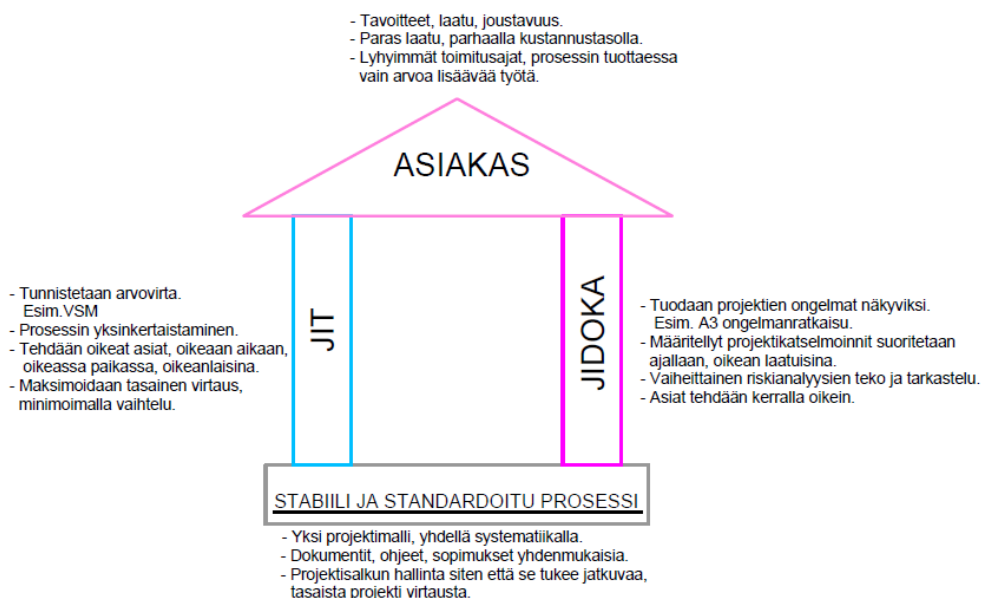 - Tavoitteet, laatu, joustavuus.
- Paras laatu, parhaalla kustannustasolla.
- Lyhyimmät toimitusajat, prosessin tuottaessa
vain arvoa lisäävää työtä.
ASIAKAS
- Tunnistetaan arvovirta.
Esim.VSM
- Prosessin yksinkertaistaminen.
- Tehdään oikeat asiat, oikeaan aikaan,
oikeassa paikassa, oikeanlaisina.
- Maksimoidaan tasainen virtaus,
minimoimalla vaihtelu.
JIT
JIDOKA
- Tuodaan projektien ongelmat näkyviksi.
Esim. A3 ongelmanratkaisu.
- Määritellyt projektikatselmoinnit suoritetaan
ajallaan, oikean laatuisina.
- Vaiheittainen riskianalyysien teko ja tarkastelu.
- Asiat tehdään kerralla oikein.
STABIILI JA STANDARDOITU PROSESSI
- Yksi projektimalli, yhdellä systematiikalla.
- Dokumentit, ohjeet, sopimukset yhdenmukaisia.
- Projektisalkun hallinta siten että se tukee jatkuvaa,
tasaista projekti virtausta.